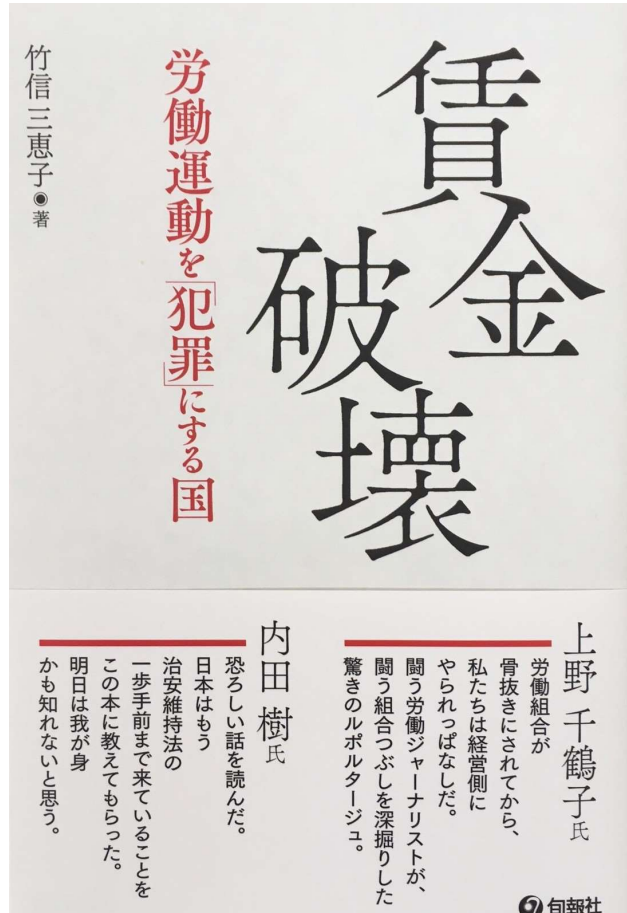 賃金
破壊
労働運動を「犯罪」にする国
竹信三恵子◉著
上野 千鶴子氏
労働組合が
骨抜きにされてから、
私たちは経営側に
やられっぱなしだ。
闘う労働ジャーナリストが、
闘う組合つぶしを深掘りした
驚きのルポルタージュ。
内田 樹氏
恐ろしい話を読んだ。
日本はもう
治安維持法の
一歩手前まで来ていることを
この本に教えてもらった。
明日は我が身
かも知れないと思う。
旬報社